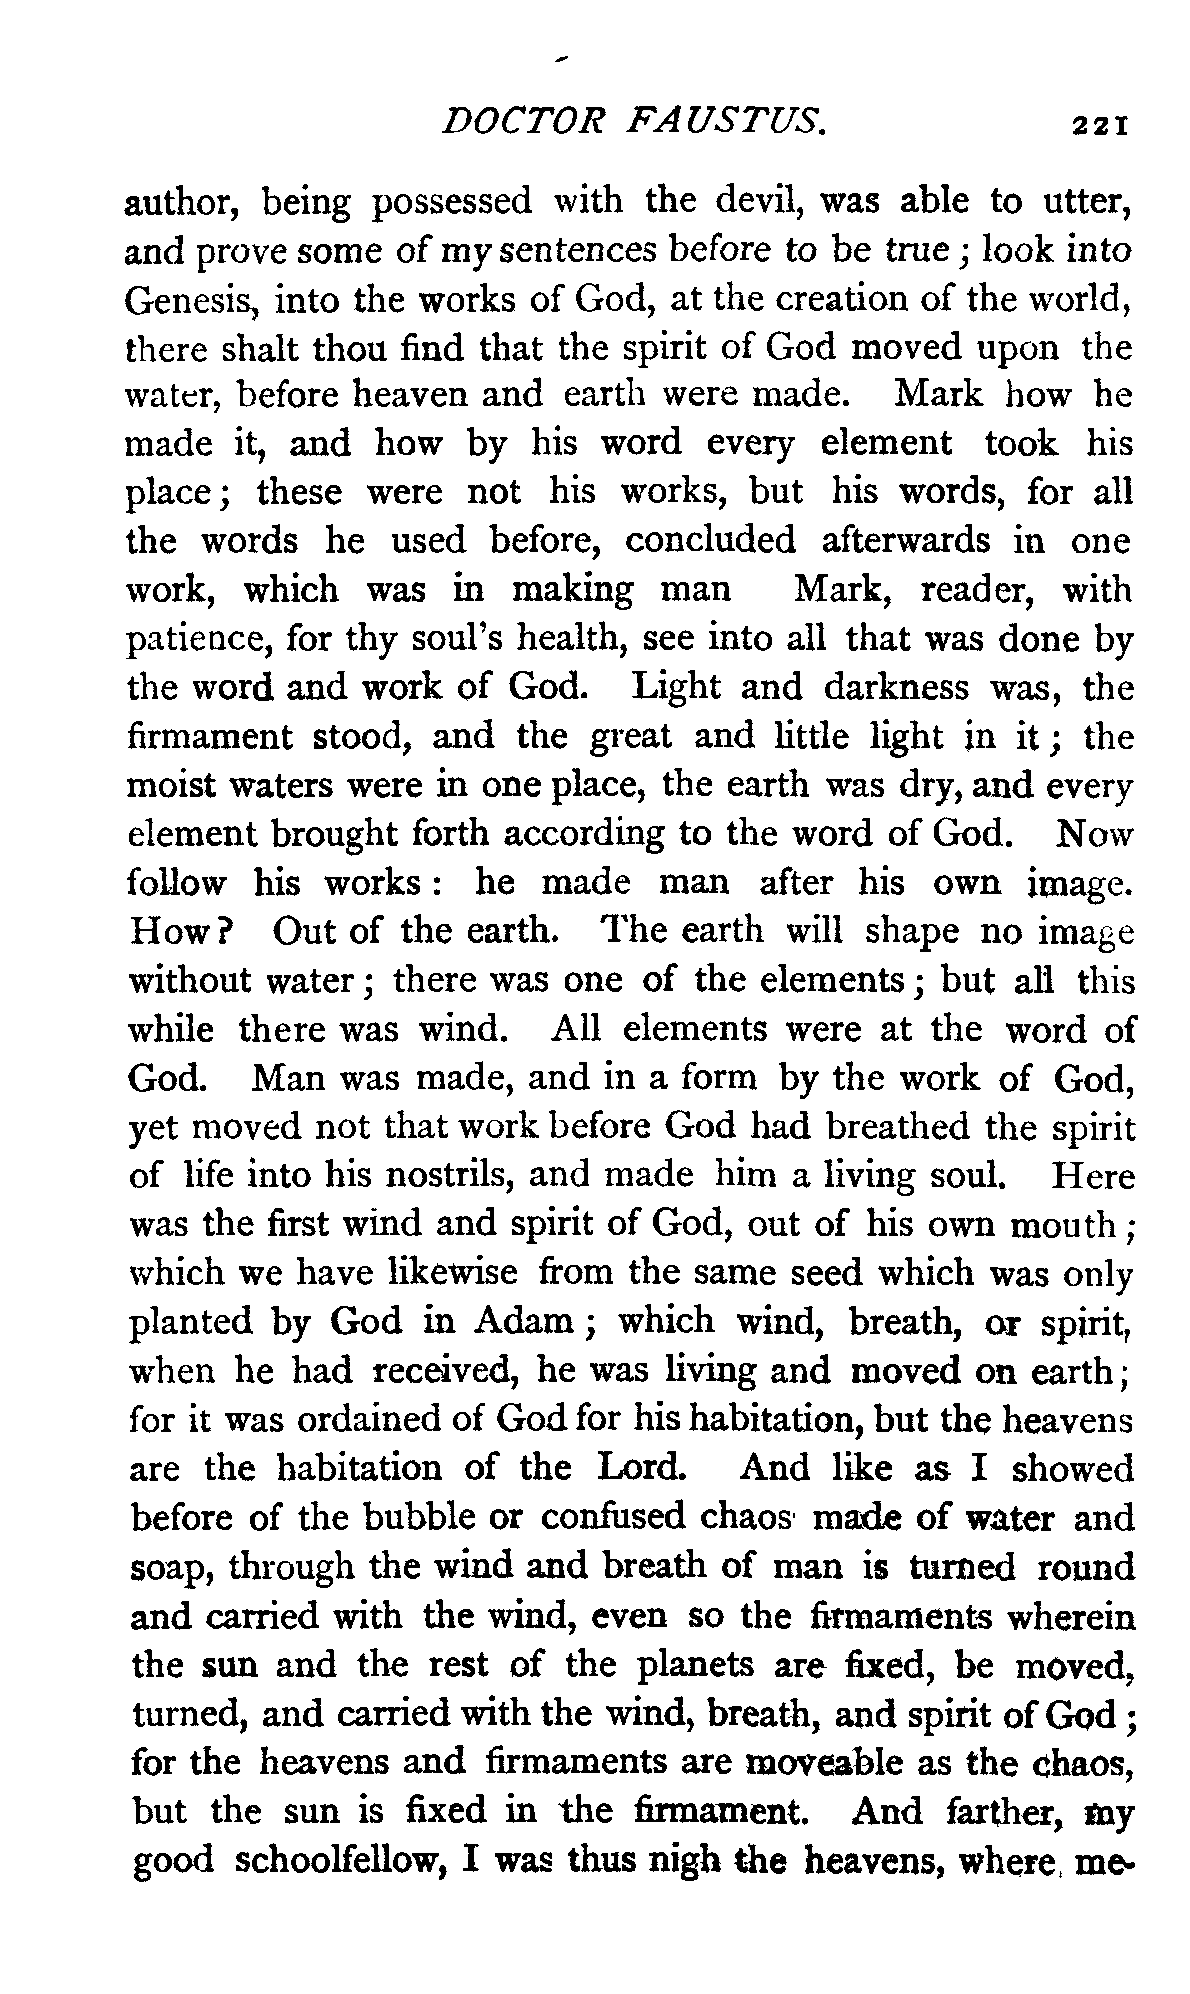 DOCTOR FAUSTUS. 221
author, being possessed with the devil, was able to utter,
and prove some of my sentences before to be true ; look into
Genesis, into the works of God, at the creation of the world,
there shalt thou find that the spirit of God moved upon the
water, before heaven and earth were made. Mark how he
made it, and how by his word every element took his
place ; these were not his works, but his words, for all
the words he used before, concluded afterwards in one
work, which was in making man Mark, reader, with
patience, for thy soul's health, see into all that was done by
the word and work of God. Light and darkness was, the
firmament stood, and the great and little light in it ; the
moist waters were in one place, the earth was dry, and every
element brought forth according to the word of God. Now
follow his works : he made man after his own image.
How ? Out of the earth. The earth will shape no image
without water ; there was one of the elements ; but all this
while there was wind. All elements were at the word of
God. Man was made, and in a form by the work of God,
yet moved not that work before God had breathed the spirit
of life into his nostrils, and made him a living soul. Here
was the first wind and spirit of God, out of his own mouth ;
which we have likewise from the same seed which was only
planted by God in Adam ; which wind, breath, or spirit,
when he had received, he was living and moved on earth ;
for it was ordained of God for his habitation, but the heavens
are the habitation of the Lord. And like as I showed
before of the bubble or confused chaos made of water and
soap, through the wind and breath of man is turned round
and carried with the wind, even so the firmaments wherein
the sun and the rest of the planets are fixed, be moved,
turned, and carried with the wind, breath, and spirit of God ;
for the heavens and firmaments are moveable as the chaos,
but the sun is fixed in the firmament. And farther, my
good schoolfellow, I was thus nigh the heavens, where me-